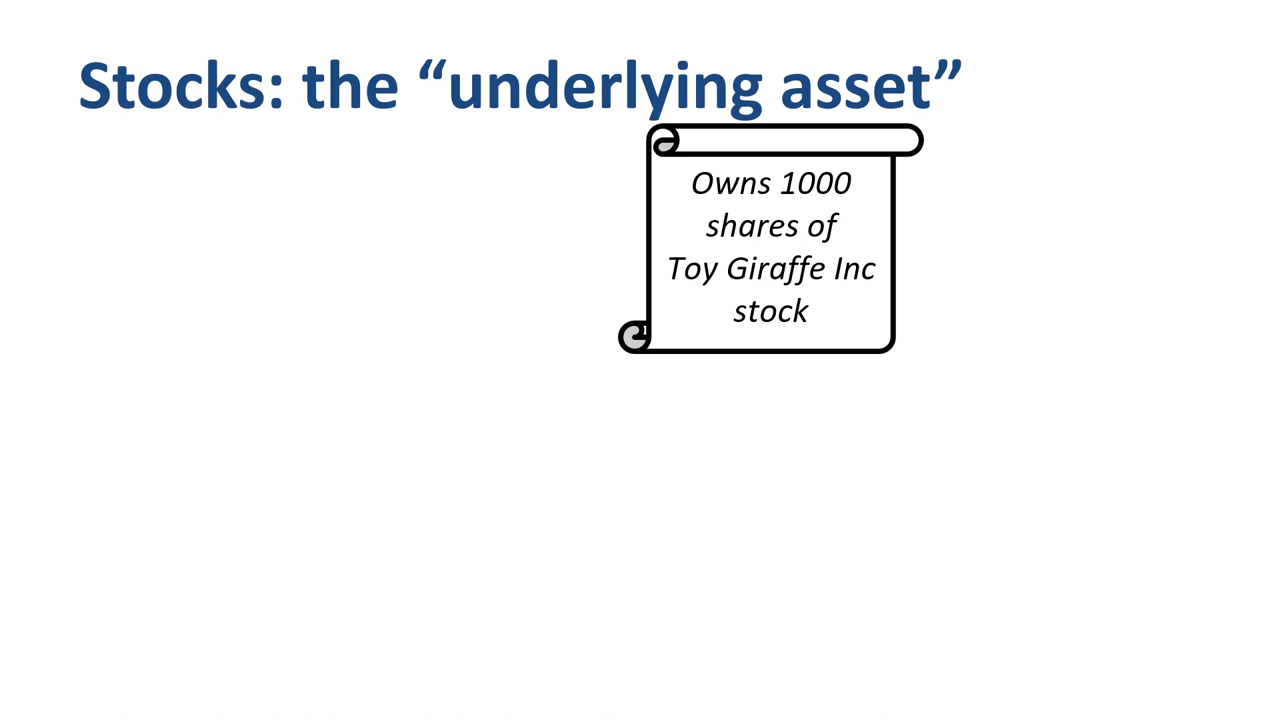 Stocks: the “underlying asset”
Owns 1000
shares of
Toy Giraffe Inc
stock